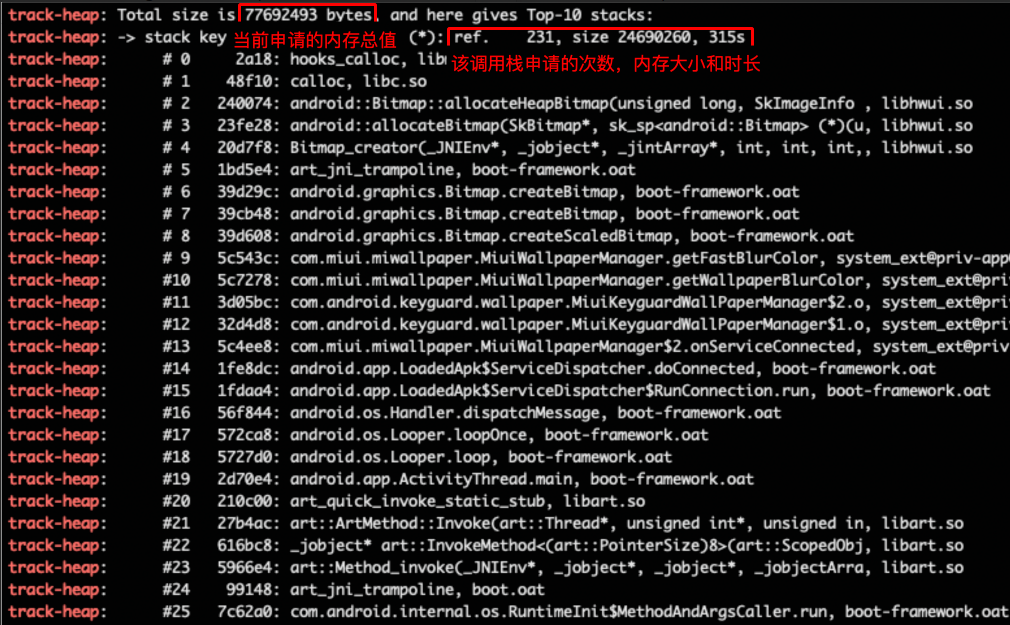 track-heap: Total size is 77692493 bytes, and here gives Top-10 stacks:
track-heap: -> stack key 当前申请的内存总值 (*): ref. 231, size 24690260, 315s
track-heap: # 0 2a18: hooks_calloc, 该调用栈申请的次数，内存大小和时长
track-heap: # 1 48f10: calloc, libc.so
track-heap: # 2 240074: android::Bitmap::allocateHeapBitmap(unsigned long, SkImageInfo , libhwui.so
track-heap: # 3 23fe28: android::allocateBitmap(SkBitmap*, sk_sp<android::Bitmap> (*)(u, libhwui.so
track-heap: # 4 20d7f8: Bitmap_creator(_JNIEnv*, _jobject*, _jintArray*, int, int, int,, libhwui.so
track-heap: # 5 1bd5e4: art_jni_trampoline, boot-framework.oat
track-heap: # 6 39d29c: android.graphics.Bitmap.createBitmap, boot-framework.oat
track-heap: # 7 39cb48: android.graphics.Bitmap.createBitmap, boot-framework.oat
track-heap: # 8 39d608: android.graphics.Bitmap.createScaledBitmap, boot-framework.oat
track-heap: # 9 5c543c: com.miui.miwallpaper.MiuiWallpaperManager.getFastBlurColor, system_ext@priv-app
track-heap: #10 5c7278: com.miui.miwallpaper.MiuiWallpaperManager.getWallpaperBlurColor, system_ext@pri
track-heap: #11 3d05bc: com.android.keyguard.wallpaper.MiuiKeyguardWallPaperManager$2.o, system_ext@pri
track-heap: #12 32d4d8: com.android.keyguard.wallpaper.MiuiKeyguardWallPaperManager$1.o, system_ext@pri
track-heap: #13 5c4ee8: com.miui.miwallpaper.MiuiWallpaperManager$2.onServiceConnected, system_ext@priv
track-heap: #14 1fe8dc: android.app.LoadedApk$ServiceDispatcher.doConnected, boot-framework.oat
track-heap: #15 1fdaa4: android.app.LoadedApk$ServiceDispatcher$RunConnection.run, boot-framework.oat
track-heap: #16 56f844: android.os.Handler.dispatchMessage, boot-framework.oat
track-heap: #17 572ca8: android.os.Looper.loopOnce, boot-framework.oat
track-heap: #18 5727d0: android.os.Looper.loop, boot-framework.oat
track-heap: #19 2d70e4: android.app.ActivityThread.main, boot-framework.oat
track-heap: #20 210c00: art_quick_invoke_static_stub, libart.so
track-heap: #21 27b4ac: art::ArtMethod::Invoke(art::Thread*, unsigned int*, unsigned in, libart.so
track-heap: #22 616bc8: _jobject* art::InvokeMethod<(art::PointerSize)8>(art::ScopedObj, libart.so
track-heap: #23 5966e4: art::Method_invoke(_JNIEnv*, _jobject*, _jobject*, _jobjectArra, libart.so
track-heap: #24 99148: art_jni_trampoline, boot.oat
track-heap: #25 7c62a0: com.android.internal.os.RuntimeInit$MethodAndArgsCaller.run, boot-framework.oat